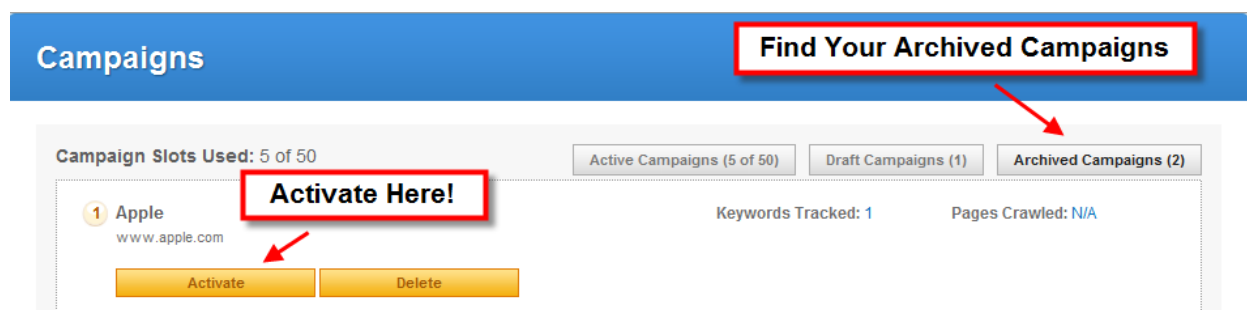 Campaigns
Find Your Archived Campaigns
Campaign Slots Used: 5 of 50
Active Campaigns (5 of 50)
Draft Campaigns (1)
Archived Campaigns (2)
Activate Here!
1 Apple
Keywords Tracked: 1
Pages Crawled: N/A
www.apple.com
Activate
Delete